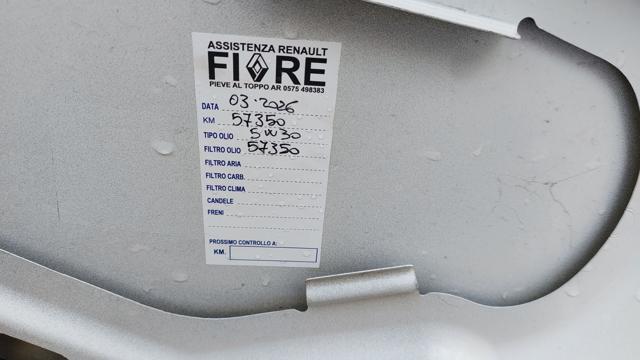 ASSISTENZA RENAULT
FIORE
PIEVE AL TOPPO AR 0575 498383
DATA 03.2026
KM 57350
TIPO OLIO 5W30
FILTRO OLIO 57350
FILTRO ARIA
FILTRO CARB.
FILTRO CLIMA
CANDELE
FRENI
PROSSIMO CONTROLLO A:
KM.